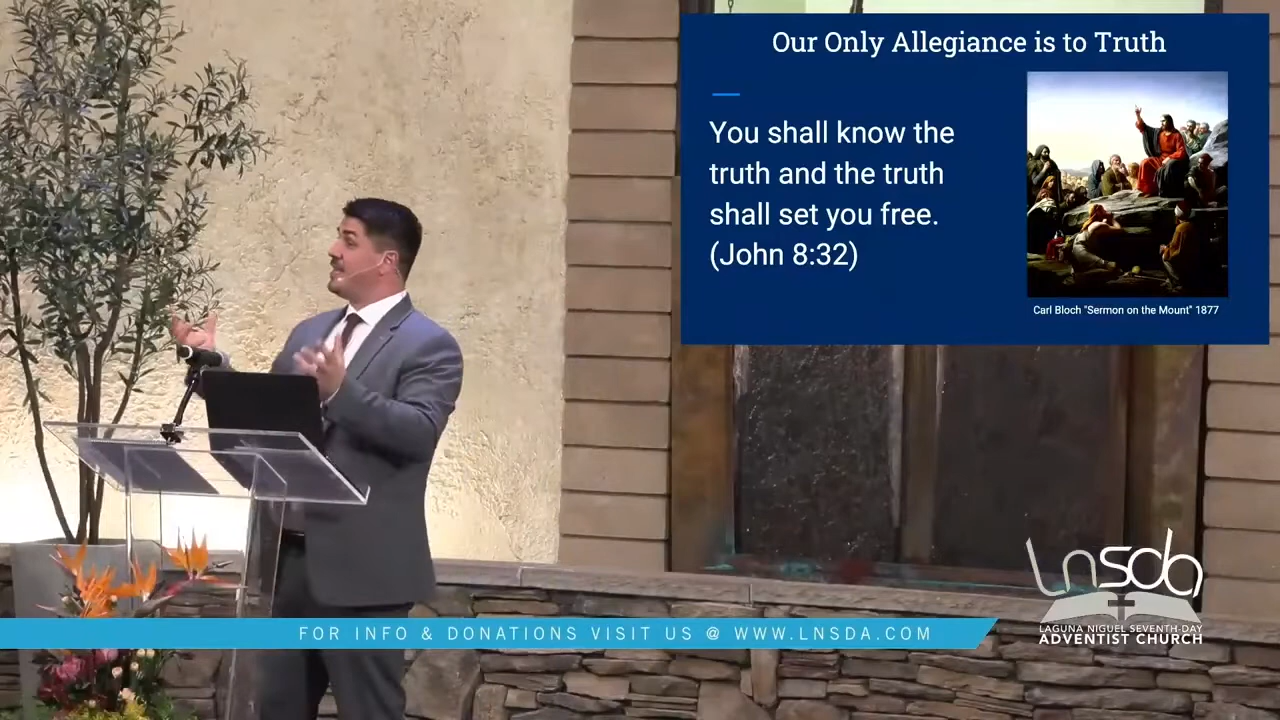 Our Only Allegiance is to Truth
You shall know the
truth and the truth
shall set you free.
(John 8:32)
Carl Bloch "Sermon on the Mount" 1877
lnsda
LAGUNA NIGUEL SEVENTH-DAY
ADVENTIST CHURCH
FOR INFO & DONATIONS VISIT US @ WWW.LNSDA.COM